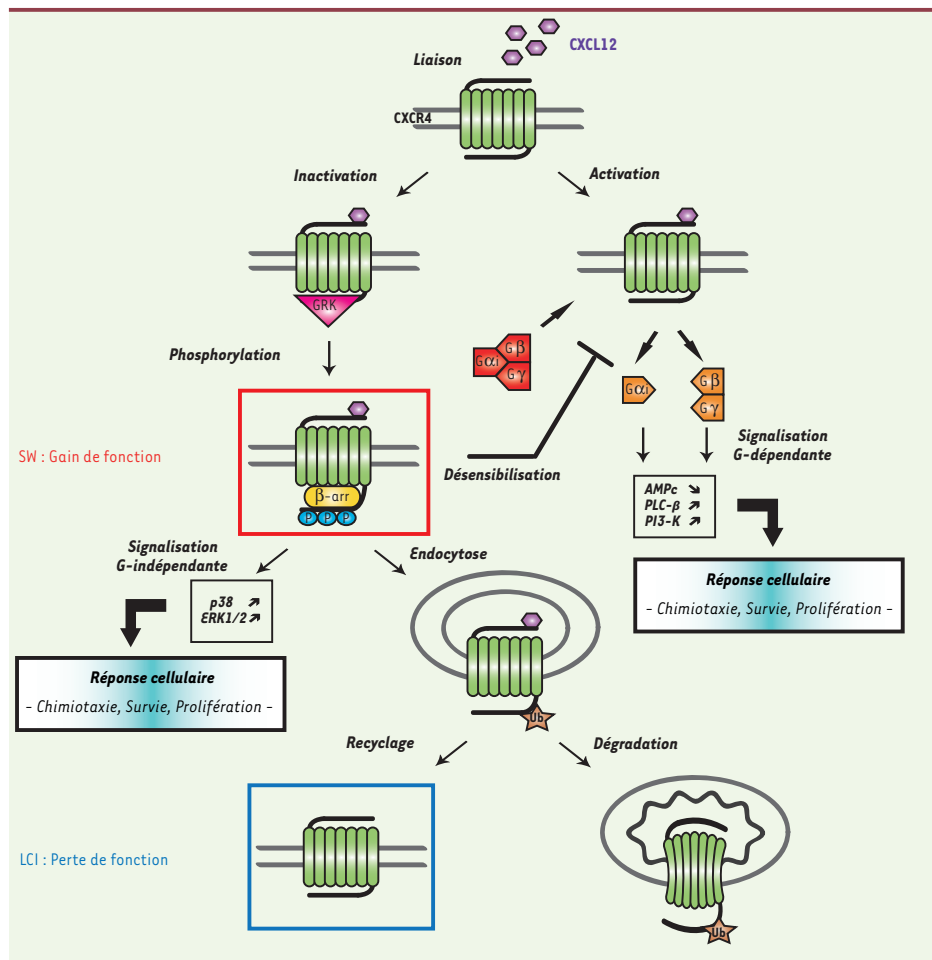 CXCL12
Liaison
CXCR4
Inactivation
Activation
GRK
Phosphorylation
Gαi
Gβ
Gγ
Gαi
Gβ
Gγ
SW : Gain de fonction
β-arr
P P P
Désensibilisation
Signalisation
G-dépendante
AMPc ↘
PLC-β ↗
PI3-K ↗
Signalisation
G-indépendante
Endocytose
p38 ↗
ERK1/2 ↗
Réponse cellulaire
- Chimiotaxie, Survie, Prolifération -
Réponse cellulaire
- Chimiotaxie, Survie, Prolifération -
Ub
Recyclage
Dégradation
LCI : Perte de fonction
Ub